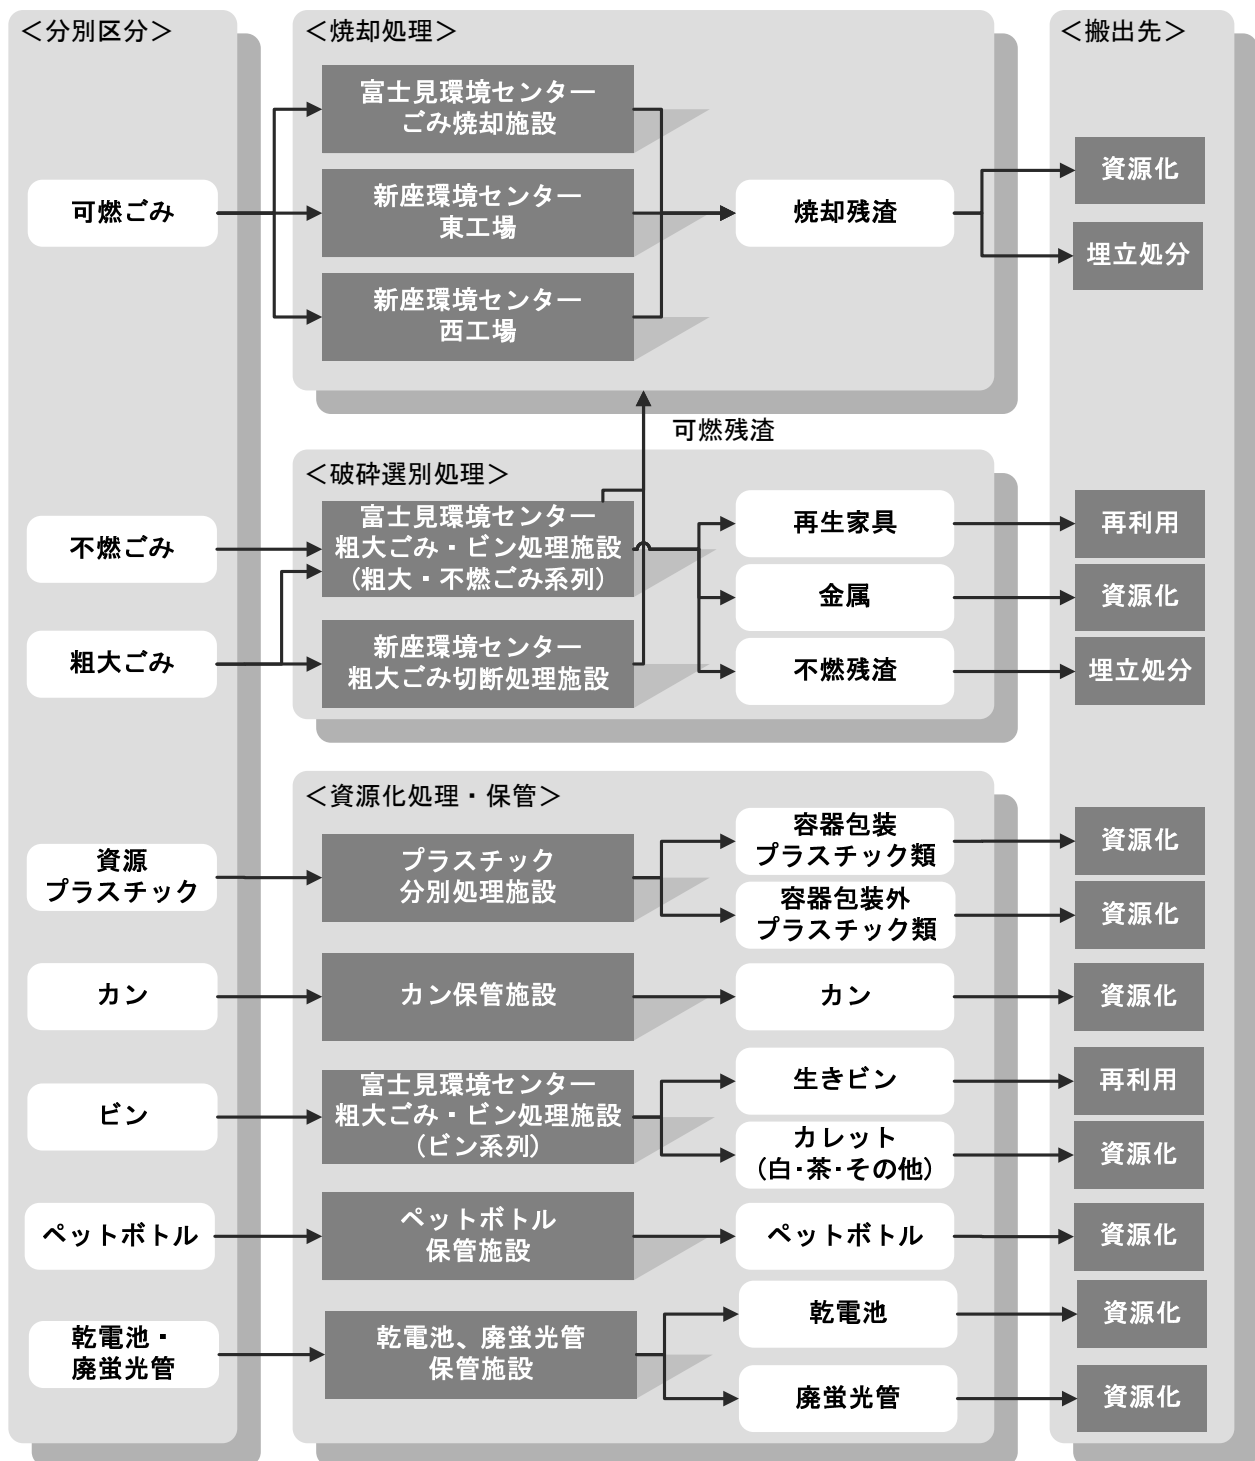 ＜分別区分＞
＜焼却処理＞
＜搬出先＞
可燃ごみ
富士見環境センター
ごみ焼却施設
新座環境センター
東工場
新座環境センター
西工場
焼却残渣
資源化
埋立処分
可燃残渣
＜破砕選別処理＞
不燃ごみ
粗大ごみ
富士見環境センター
粗大ごみ・ビン処理施設
（粗大・不燃ごみ系列）
新座環境センター
粗大ごみ切断処理施設
再生家具
金属
不燃残渣
再利用
資源化
埋立処分
＜資源化処理・保管＞
資源
プラスチック
プラスチック
分別処理施設
容器包装
プラスチック類
資源化
容器包装外
プラスチック類
資源化
カン
カン保管施設
カン
資源化
ビン
富士見環境センター
粗大ごみ・ビン処理施設
（ビン系列）
生きビン
再利用
カレット
（白・茶・その他）
資源化
ペットボトル
ペットボトル
保管施設
ペットボトル
資源化
乾電池・
廃蛍光管
乾電池、廃蛍光管
保管施設
乾電池
資源化
廃蛍光管
資源化